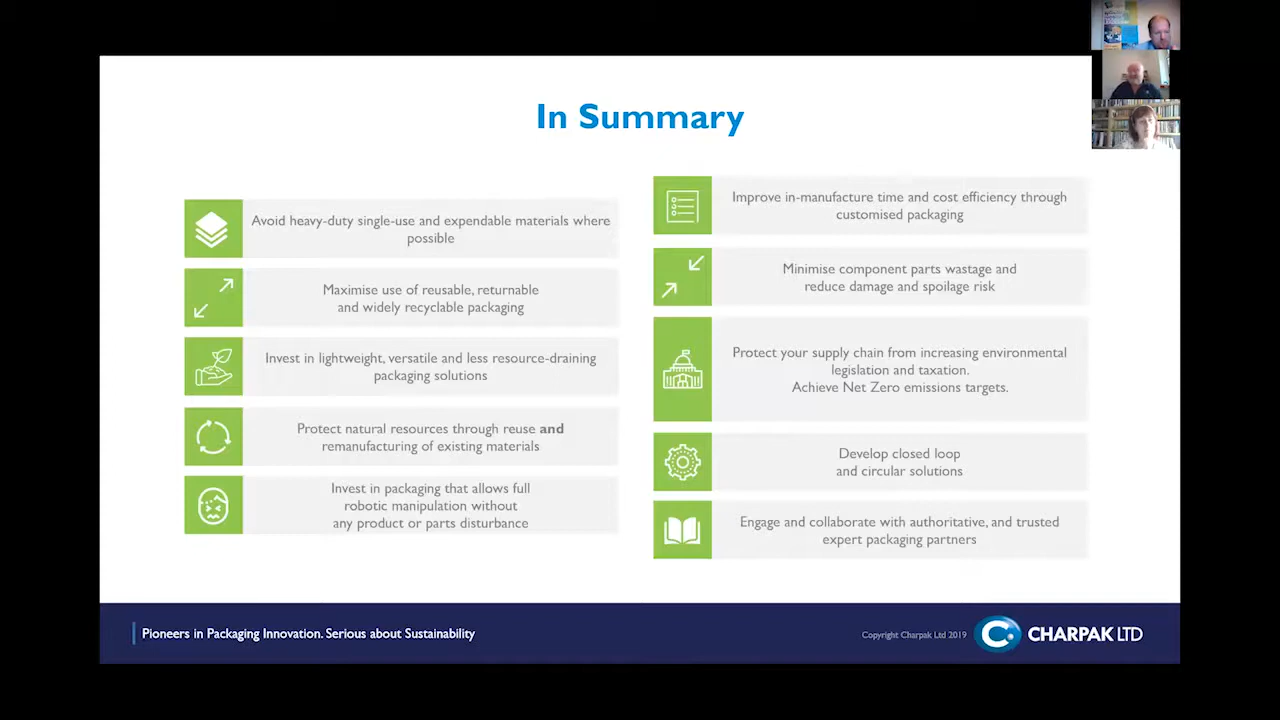 In Summary
Avoid heavy-duty single-use and expendable materials where
possible
Maximise use of reusable, returnable
and widely recyclable packaging
Invest in lightweight, versatile and less resource-draining
packaging solutions
Protect natural resources through reuse and
remanufacturing of existing materials
Invest in packaging that allows full
robotic manipulation without
any product or parts disturbance
Improve in-manufacture time and cost efficiency through
customised packaging
Minimise component parts wastage and
reduce damage and spoilage risk
Protect your supply chain from increasing environmental
legislation and taxation.
Achieve Net Zero emissions targets.
Develop closed loop
and circular solutions
Engage and collaborate with authoritative, and trusted
expert packaging partners
Pioneers in Packaging Innovation. Serious about Sustainability
Copyright Charpak Ltd 2019
CHARPAK LTD